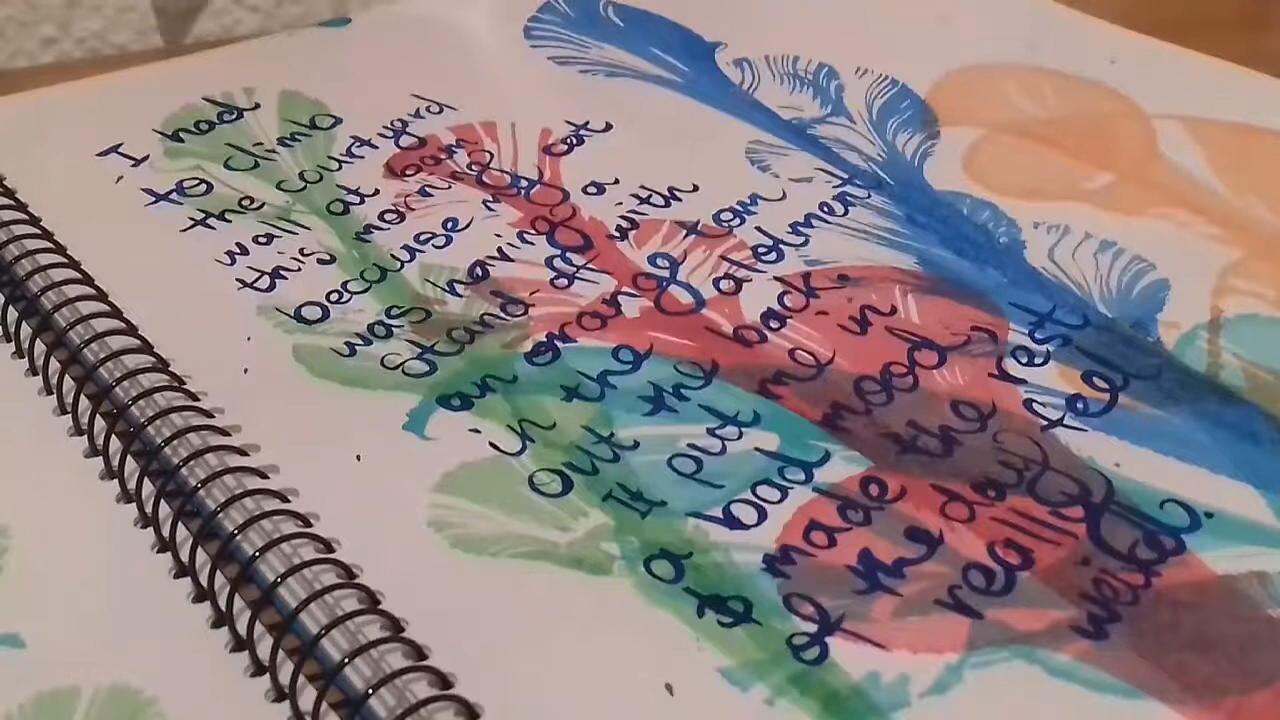 I had
to climb
the courtyard
wall at 6am
this morning
because my cat
was having a
stand off with
an orange tom
in the alolment
out the back.
It put me in
a bad mood
& made the rest
of the day feel
really
weird.